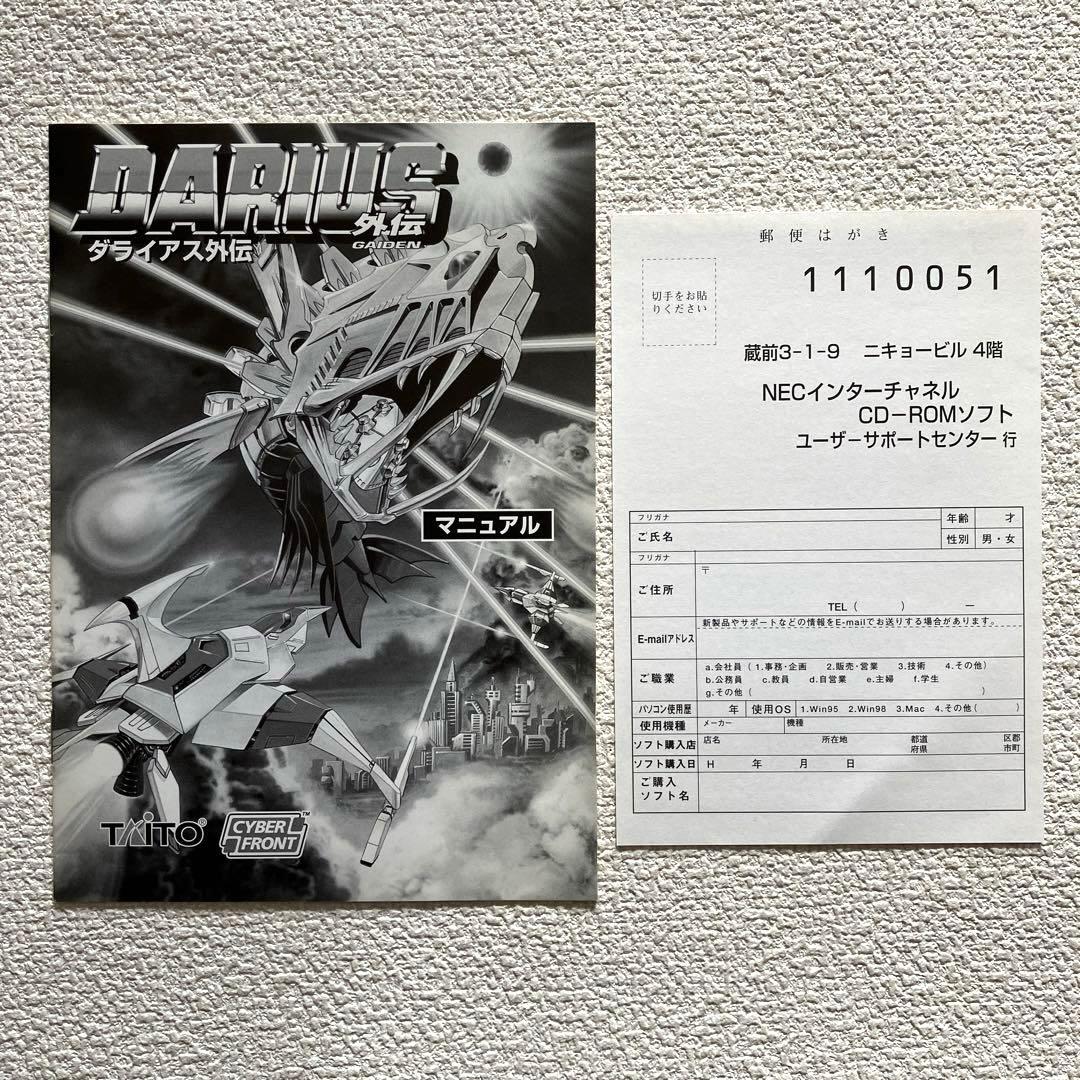 DARIUS
外伝
GAIDEN
ダライアス外伝
マニュアル
TAITO®
CYBER FRONT™
郵便はがき
切手をお貼
りください
1110051
蔵前3-1-9 ニキョービル 4階
NECインターチャネル
CD-ROMソフト
ユーザーサポートセンター 行
フリガナ
ご氏名
年齢 才
性別 男・女
フリガナ
ご住所
〒
TEL( ) ー
E-mailアドレス
新製品やサポートなどの情報をE-mailでお送りする場合があります。
ご職業
a.会社員(1.事務・企画 2.販売・営業 3.技術 4.その他)
b.公務員 c.教員 d.自営業 e.主婦 f.学生
g.その他( )
パソコン使用歴 年 使用OS 1.Win95 2.Win98 3.Mac 4.その他( )
使用機種 メーカー 機種
ソフト購入店 店名 所在地 都道府県 区郡市町
ソフト購入日 H 年 月 日
ご購入
ソフト名